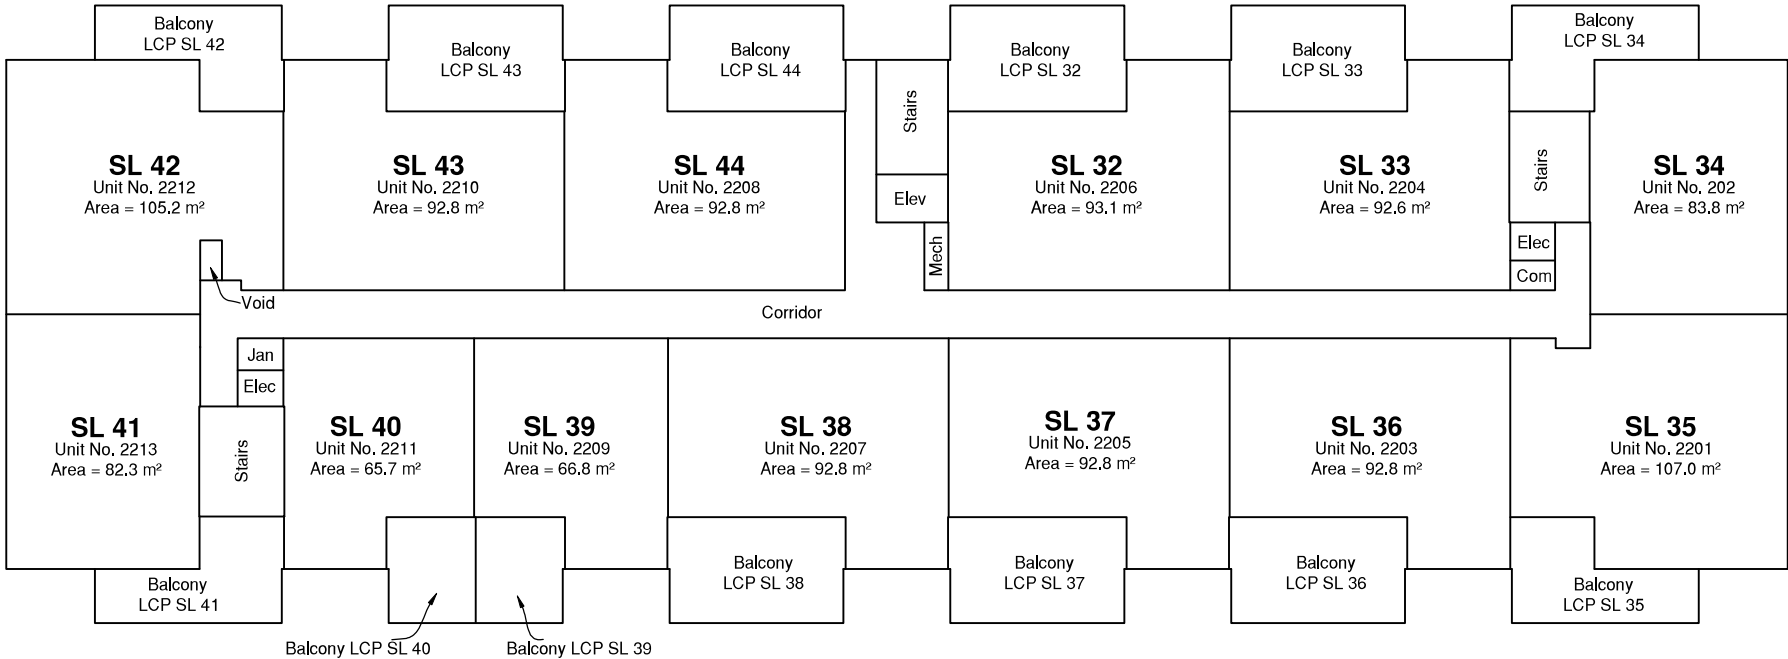 Balcony
LCP SL 42
Balcony
LCP SL 43
Balcony
LCP SL 44
Balcony
LCP SL 32
Balcony
LCP SL 33
Balcony
LCP SL 34
SL 42
Unit No. 2212
Area = 105.2 m²
SL 43
Unit No. 2210
Area = 92.8 m²
SL 44
Unit No. 2208
Area = 92.8 m²
Stairs
Elev
Mech
SL 32
Unit No. 2206
Area = 93.1 m²
SL 33
Unit No. 2204
Area = 92.6 m²
Stairs
Elec
Com
SL 34
Unit No. 202
Area = 83.8 m²
Void
Corridor
Jan
Elec
Stairs
SL 41
Unit No. 2213
Area = 82.3 m²
SL 40
Unit No. 2211
Area = 65.7 m²
SL 39
Unit No. 2209
Area = 66.8 m²
SL 38
Unit No. 2207
Area = 92.8 m²
SL 37
Unit No. 2205
Area = 92.8 m²
SL 36
Unit No. 2203
Area = 92.8 m²
SL 35
Unit No. 2201
Area = 107.0 m²
Balcony
LCP SL 41
Balcony LCP SL 40
Balcony LCP SL 39
Balcony
LCP SL 38
Balcony
LCP SL 37
Balcony
LCP SL 36
Balcony
LCP SL 35